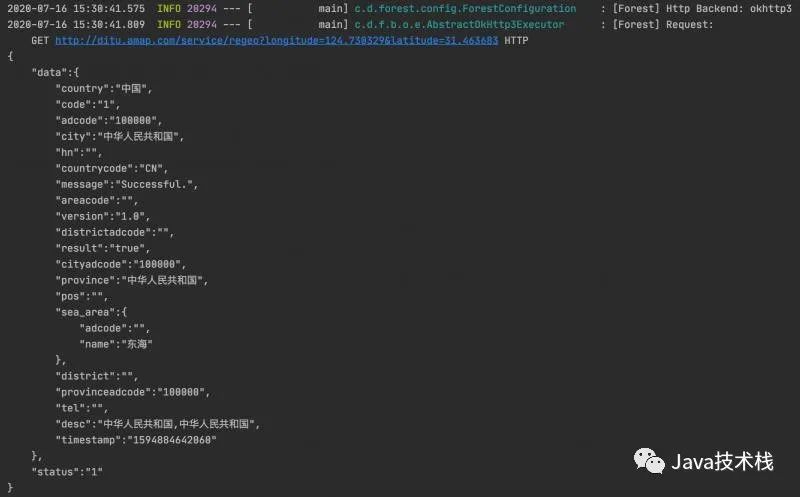 2020-07-16 15:30:41.575  INFO 20294 --- [           main] c.d.forest.config.ForestConfiguration    : [Forest] Http Backend: okhttp3
2020-07-16 15:30:41.809  INFO 20294 --- [           main] c.d.f.b.o.e.AbstractOkHttp3Executor      : [Forest] Request:
    GET http://ditu.amap.com/service/regeo?longitude=124.730329&latitude=31.463683 HTTP
{
    "data":{
        "country":"中国",
        "code":"1",
        "adcode":"100000",
        "city":"中华人民共和国",
        "hn":"",
        "countrycode":"CN",
        "message":"Successful.",
        "areacode":"",
        "version":"1.0",
        "districtadcode":"",
        "result":"true",
        "cityadcode":"100000",
        "province":"中华人民共和国",
        "pos":"",
        "sea_area":{
            "adcode":"",
            "name":"东海"
        },
        "district":"",
        "provinceadcode":"100000",
        "tel":"",
        "desc":"中华人民共和国,中华人民共和国",
        "timestamp":"1594884642060"
    },
    "status":"1"
}
Java技术栈